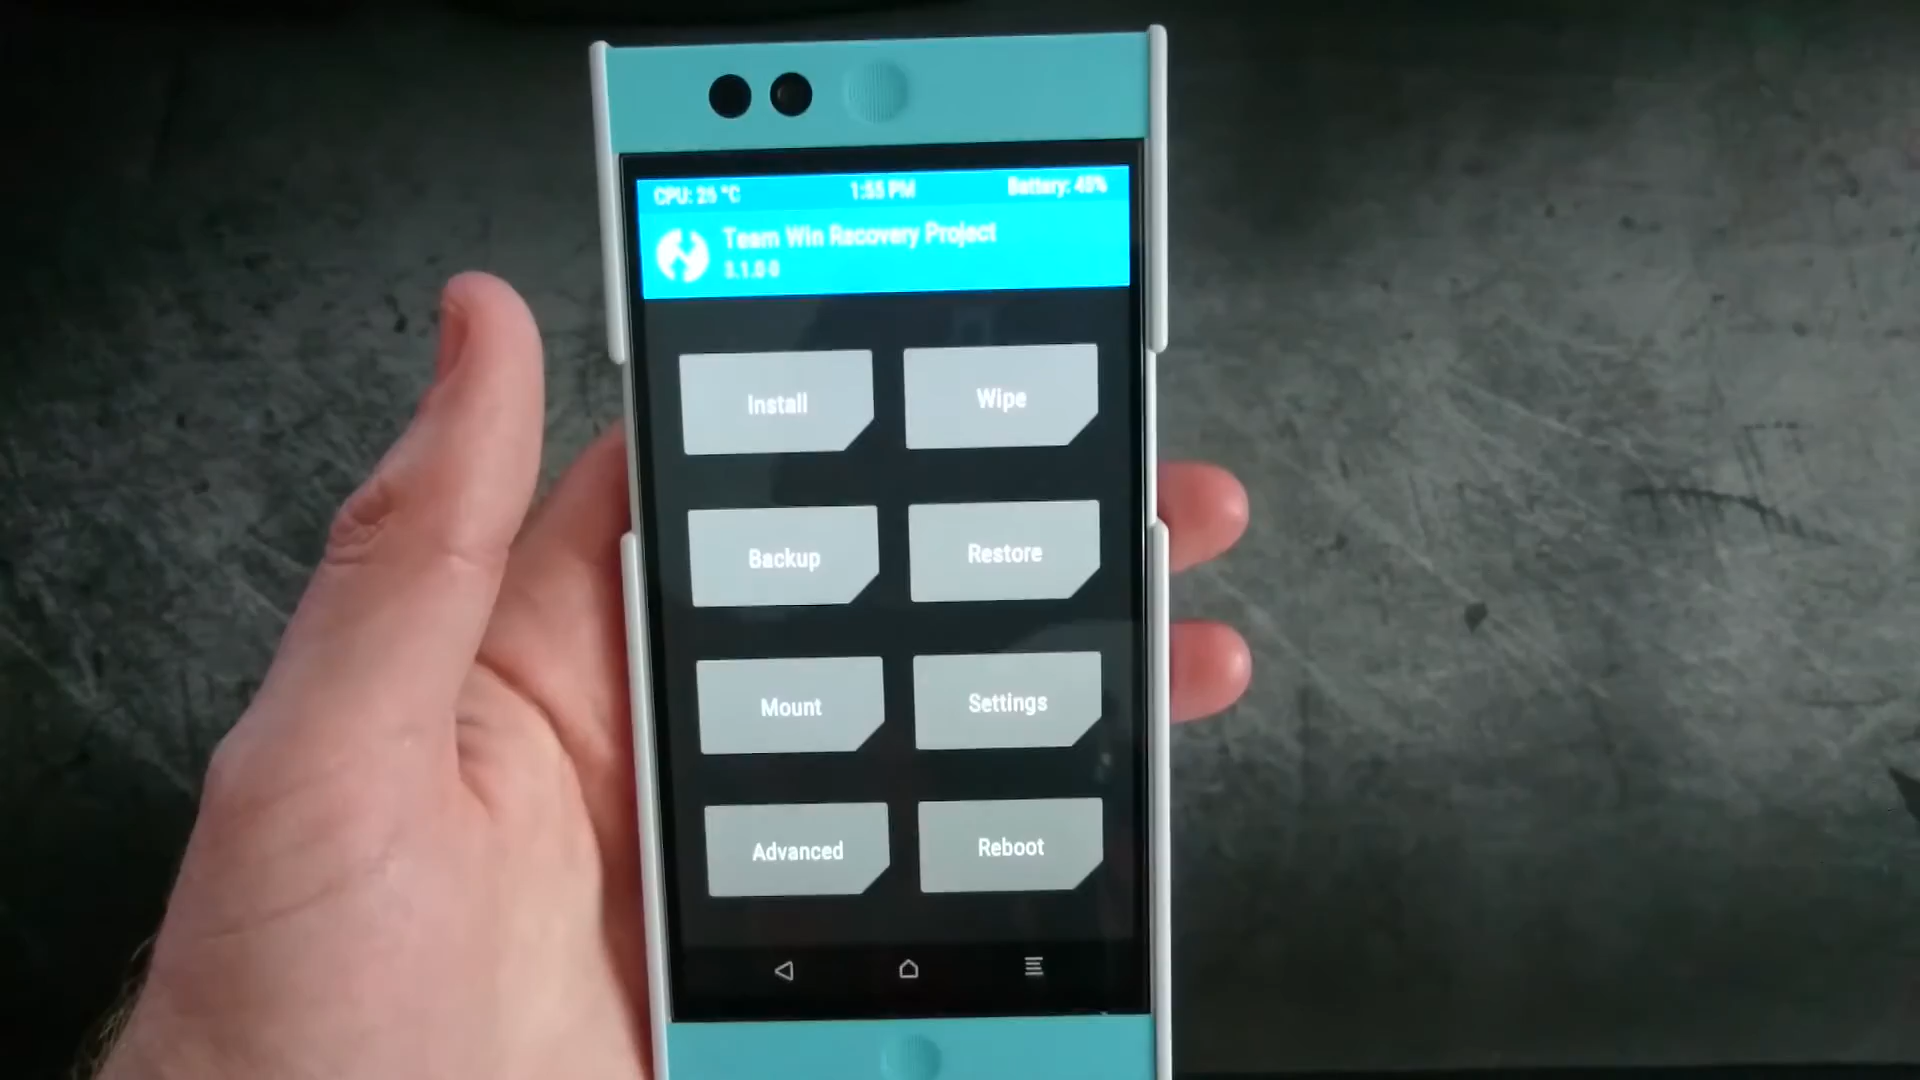 CPU: 25 °C 1:55 PM Battery: 45%
Team Win Recovery Project
3.1.0-0
Install Wipe
Backup Restore
Mount Settings
Advanced Reboot